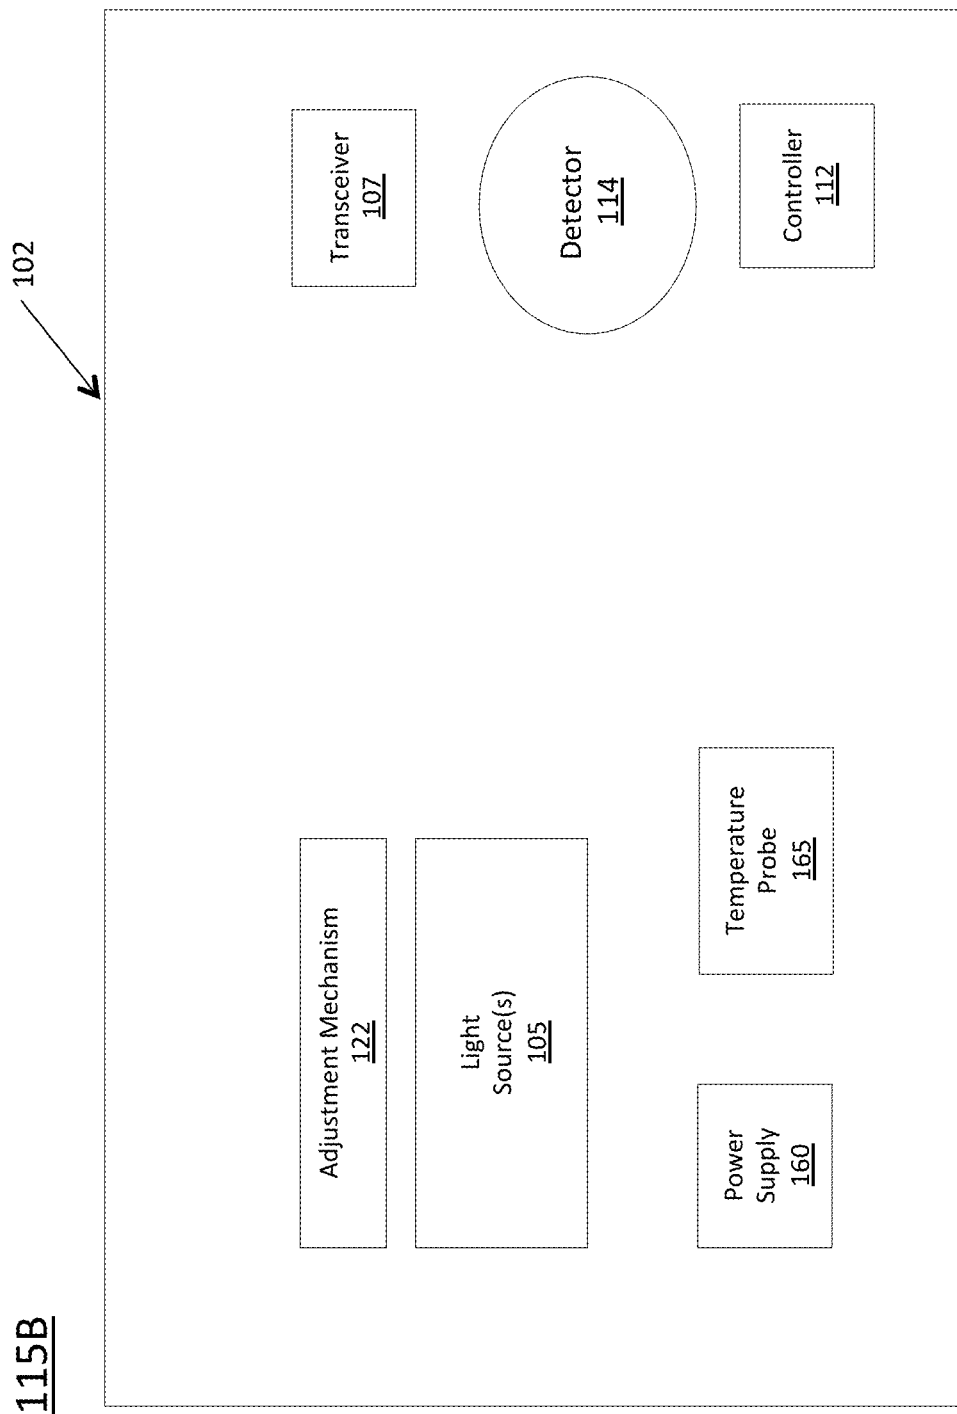 115B
102
Adjustment Mechanism
122
Light
Source(s)
105
Power
Supply
160
Temperature
Probe
165
Transceiver
107
Detector
114
Controller
112